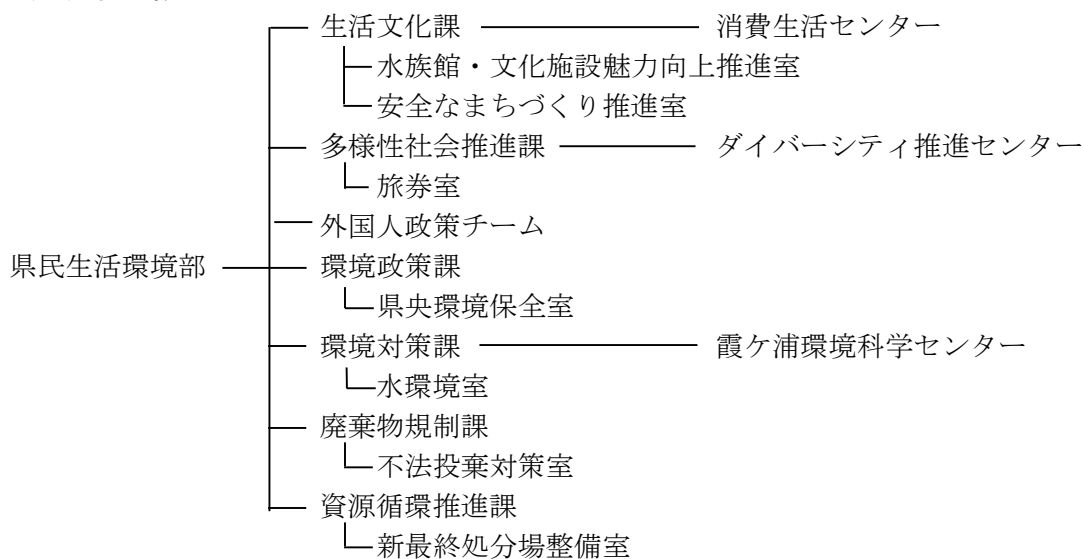 生活文化課 消費生活センター
水族館・文化施設魅力向上推進室
安全なまちづくり推進室
多様性社会推進課 ダイバーシティ推進センター
旅券室
外国人政策チーム
県民生活環境部 環境政策課
県央環境保全室
環境対策課 霞ケ浦環境科学センター
水環境室
廃棄物規制課
不法投棄対策室
資源循環推進課
新最終処分場整備室